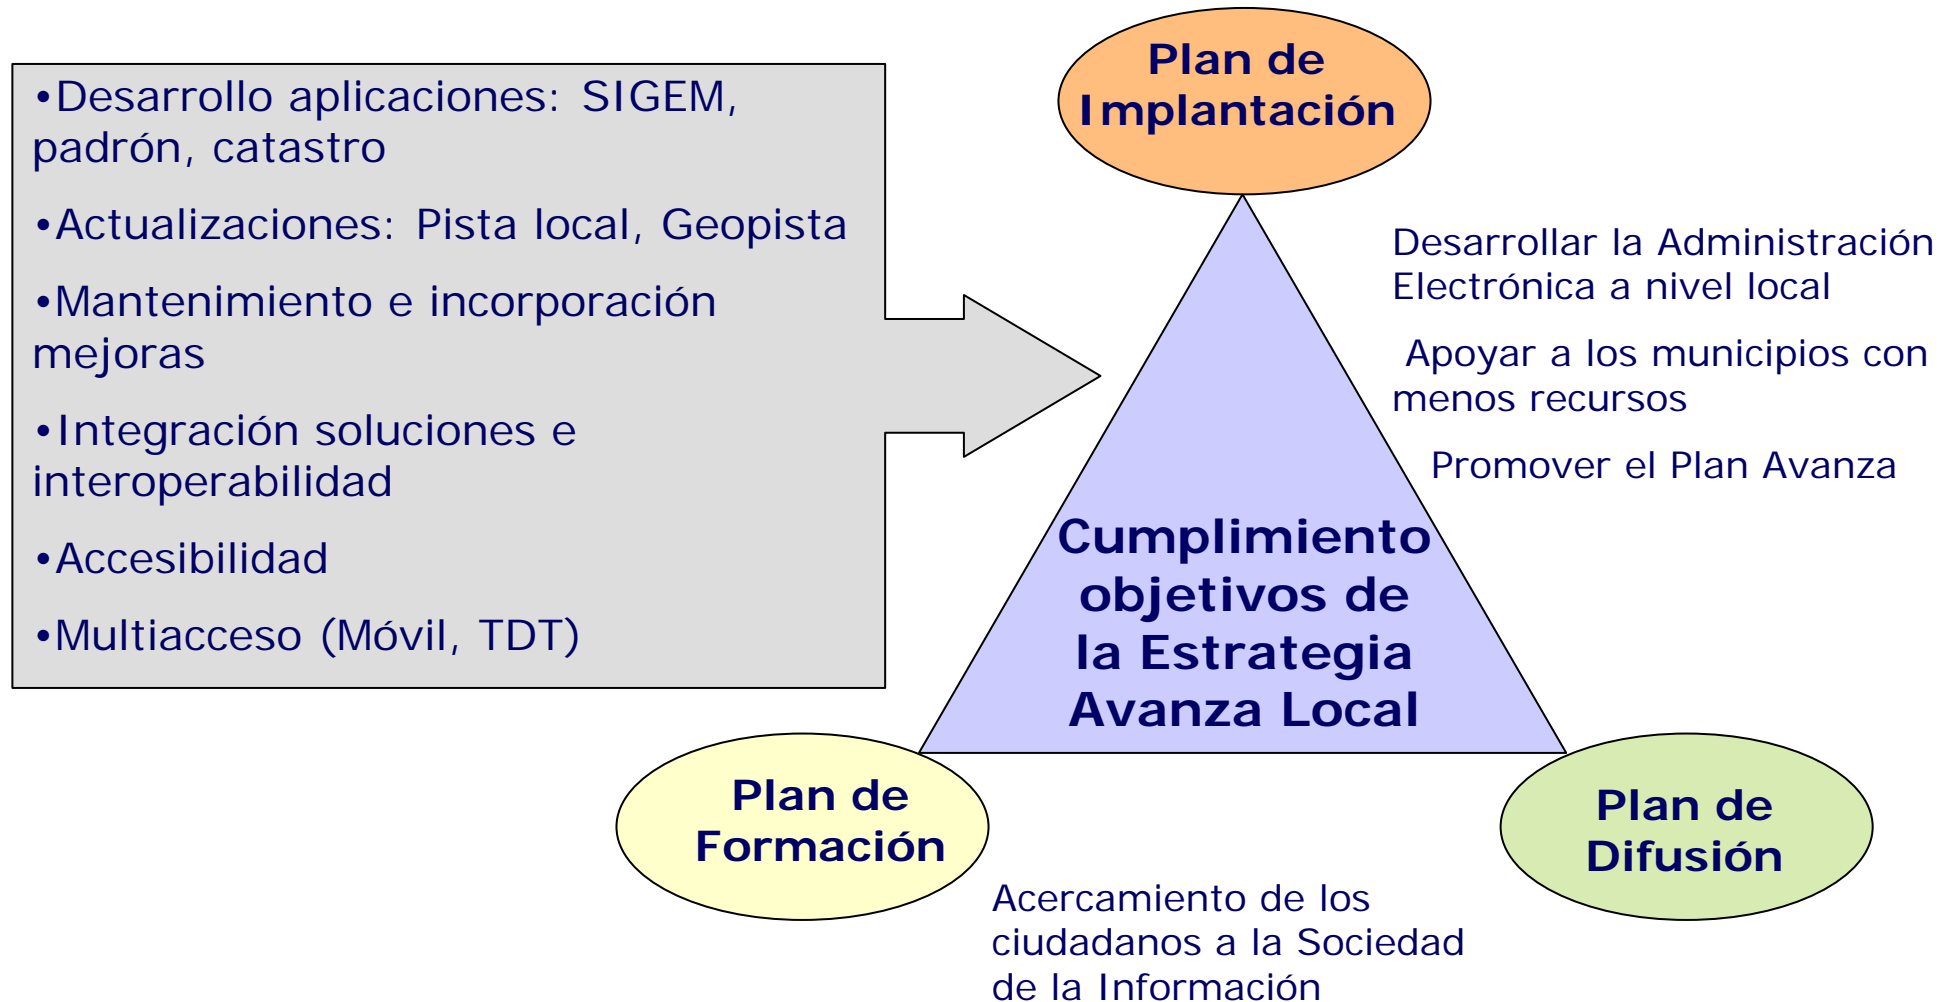 •Desarrollo aplicaciones: SIGEM,
padrón, catastro
•Actualizaciones: Pista local, Geopista
•Mantenimiento e incorporación
mejoras
•Integración soluciones e
interoperabilidad
•Accesibilidad
•Multiacceso (Móvil, TDT)
Plan de
Implantación
Desarrollar la Administración
Electrónica a nivel local
Apoyar a los municipios con
menos recursos
Promover el Plan Avanza
Cumplimiento
objetivos de
la Estrategia
Avanza Local
Plan de
Formación
Plan de
Difusión
Acercamiento de los
ciudadanos a la Sociedad
de la Información